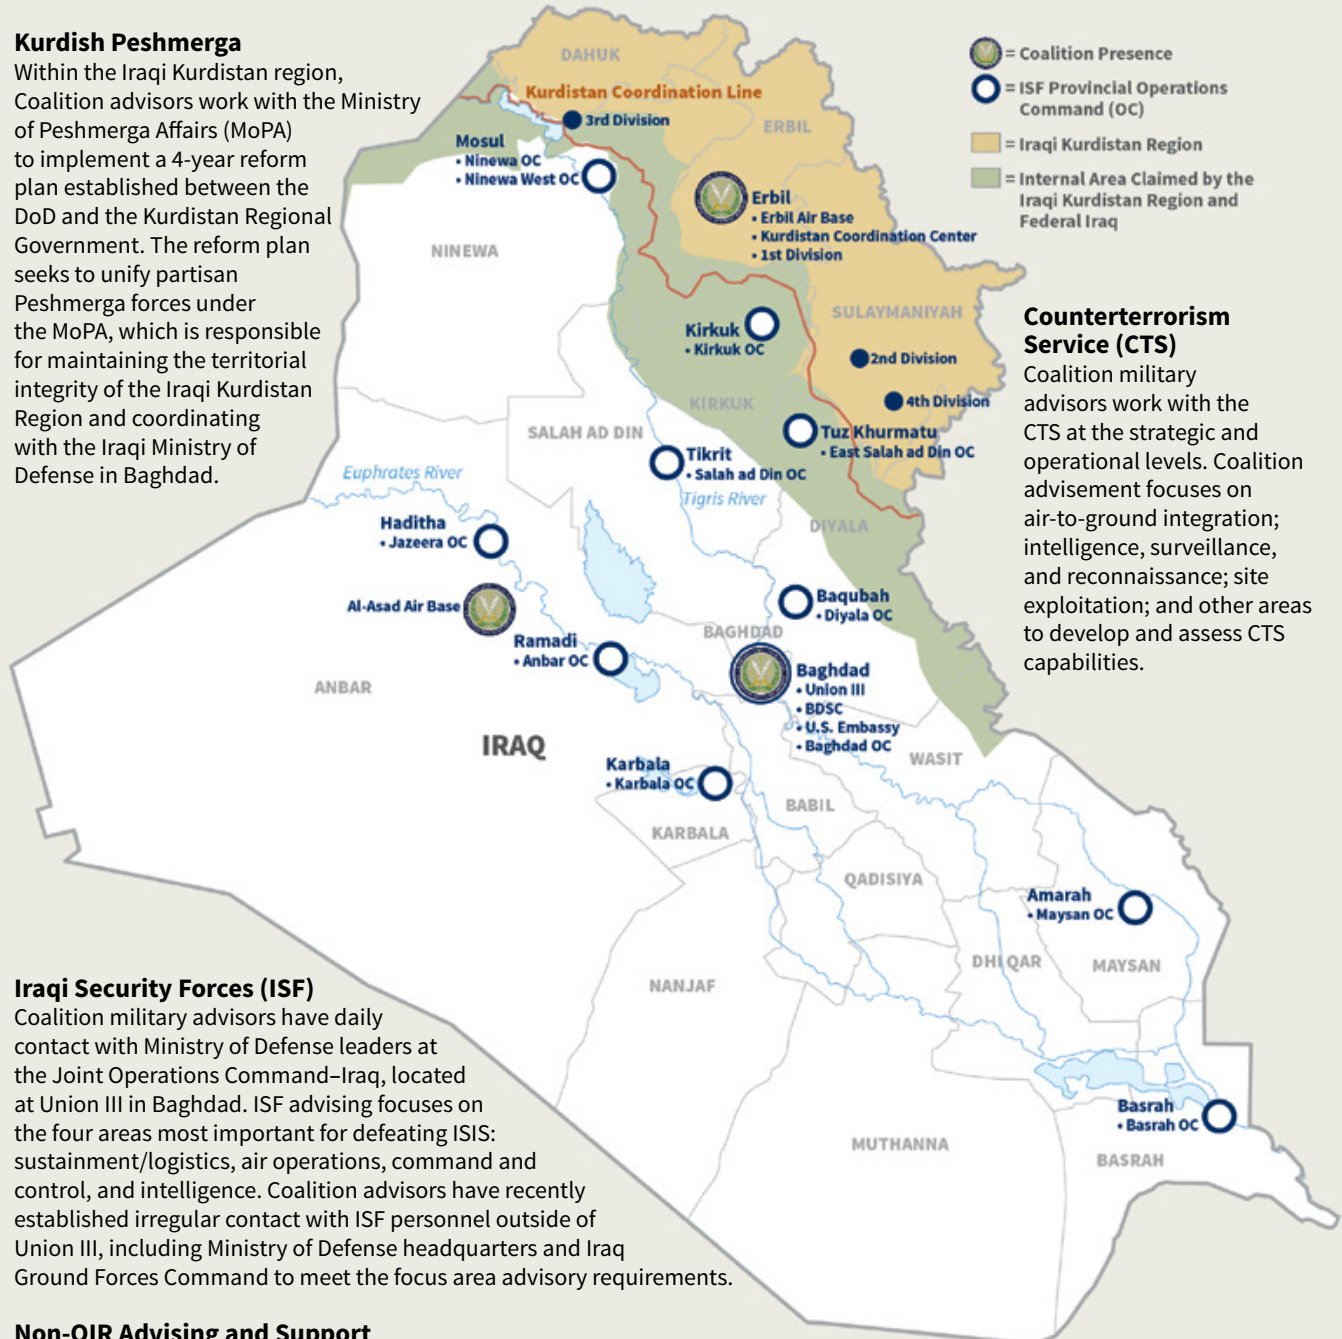 Kurdish Peshmerga
Within the Iraqi Kurdistan region,
Coalition advisors work with the Ministry
of Peshmerga Affairs (MoPA)
to implement a 4-year reform
plan established between the
DoD and the Kurdistan Regional
Government. The reform plan
seeks to unify partisan
Peshmerga forces under
the MoPA, which is responsible
for maintaining the territorial
integrity of the Iraqi Kurdistan
Region and coordinating
with the Iraqi Ministry of
Defense in Baghdad.
= Coalition Presence
= ISF Provincial Operations
Command (OC)
= Iraqi Kurdistan Region
= Internal Area Claimed by the
Iraqi Kurdistan Region and
Federal Iraq
DAHUK
Kurdistan Coordination Line
3rd Division
ERBIL
Mosul
• Ninewa OC
• Ninewa West OC
Erbil
• Erbil Air Base
• Kurdistan Coordination Center
• 1st Division
NINEWA
SULAYMANIYAH
Kirkuk
• Kirkuk OC
2nd Division
4th Division
KIRKUK
Tuz Khurmatu
• East Salah ad Din OC
SALAH AD DIN
Tikrit
• Salah ad Din OC
Euphrates River
Tigris River
DIYALA
Haditha
• Jazeera OC
Al-Asad Air Base
Baqubah
• Diyala OC
Ramadi
• Anbar OC
BAGHDAD
Baghdad
• Union III
• BDSC
• U.S. Embassy
• Baghdad OC
ANBAR
IRAQ
WASIT
Karbala
• Karbala OC
BABIL
KARBALA
QADISIYA
Amarah
• Maysan OC
DHI QAR
MAYSAN
NANJAF
Basrah
• Basrah OC
MUTHANNA
BASRAH
Counterterrorism
Service (CTS)
Coalition military
advisors work with the
CTS at the strategic and
operational levels. Coalition
advisement focuses on
air-to-ground integration;
intelligence, surveillance,
and reconnaissance; site
exploitation; and other areas
to develop and assess CTS
capabilities.
Iraqi Security Forces (ISF)
Coalition military advisors have daily
contact with Ministry of Defense leaders at
the Joint Operations Command–Iraq, located
at Union III in Baghdad. ISF advising focuses on
the four areas most important for defeating ISIS:
sustainment/logistics, air operations, command and
control, and intelligence. Coalition advisors have recently
established irregular contact with ISF personnel outside of
Union III, including Ministry of Defense headquarters and Iraq
Ground Forces Command to meet the focus area advisory requirements.
Non-OIR Advising and Support